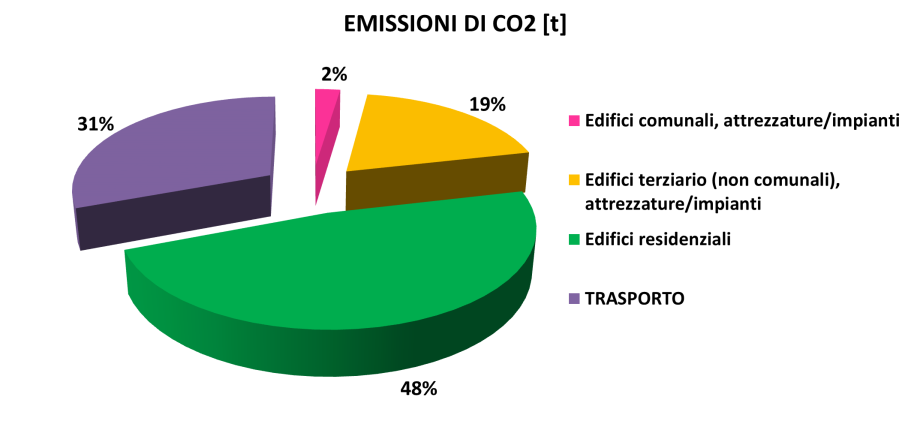 EMISSIONI DI CO2 [t]
2%
19%
31%
48%
Edifici comunali, attrezzature/impianti
Edifici terziario (non comunali),
attrezzature/impianti
Edifici residenziali
TRASPORTO